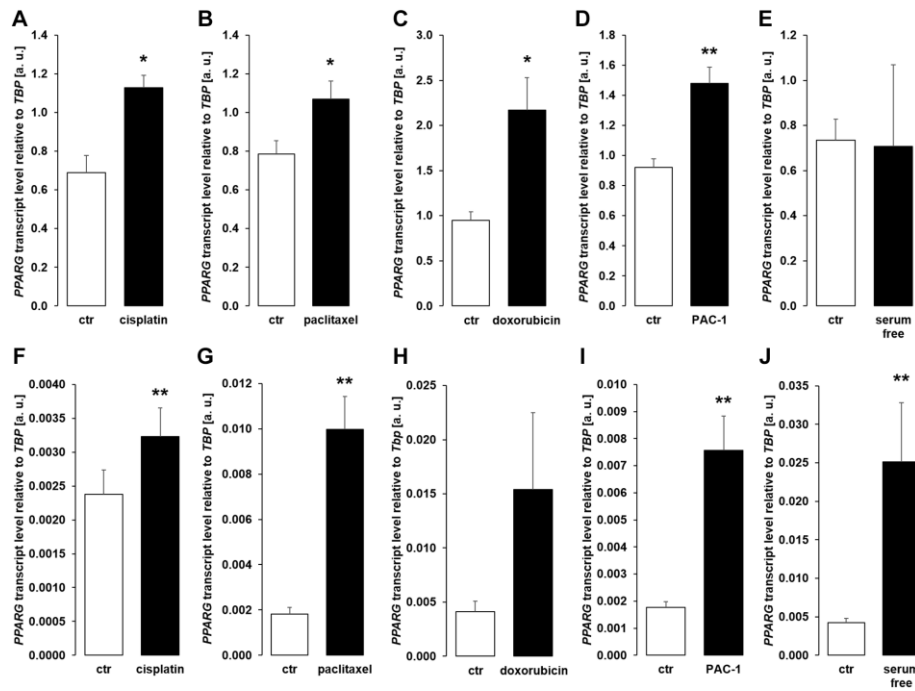 A
PPARG transcript level relative to TBP [a. u.]
1.4
1.2
1.0
0.8
0.6
0.4
0.2
0.0
*
ctr
cisplatin
B
PPARG transcript level relative to TBP [a. u.]
1.4
1.2
1.0
0.8
0.6
0.4
0.2
0.0
*
ctr
paclitaxel
C
PPARG transcript level relative to TBP [a. u.]
3.0
2.5
2.0
1.5
1.0
0.5
0.0
*
ctr
doxorubicin
D
PPARG transcript level relative to TBP [a. u.]
1.8
1.6
1.4
1.2
1.0
0.8
0.6
0.4
0.2
0.0
**
ctr
PAC-1
E
PPARG transcript level relative to TBP [a. u.]
1.2
1.0
0.8
0.6
0.4
0.2
0.0
ctr
serum
free
F
PPARG transcript level relative to TBP [a. u.]
0.0040
0.0035
0.0030
0.0025
0.0020
0.0015
0.0010
0.0005
0.0000
**
ctr
cisplatin
G
PPARG transcript level relative to TBP [a. u.]
0.012
0.010
0.008
0.006
0.004
0.002
0.000
**
ctr
paclitaxel
H
PPARG transcript level relative to Tbp [a. u.]
0.025
0.020
0.015
0.010
0.005
0.000
ctr
doxorubicin
I
PPARG transcript level relative to TBP [a. u.]
0.010
0.009
0.008
0.007
0.006
0.005
0.004
0.003
0.002
0.001
0.000
**
ctr
PAC-1
J
PPARG transcript level relative to TBP [a. u.]
0.035
0.030
0.025
0.020
0.015
0.010
0.005
0.000
**
ctr
serum
free